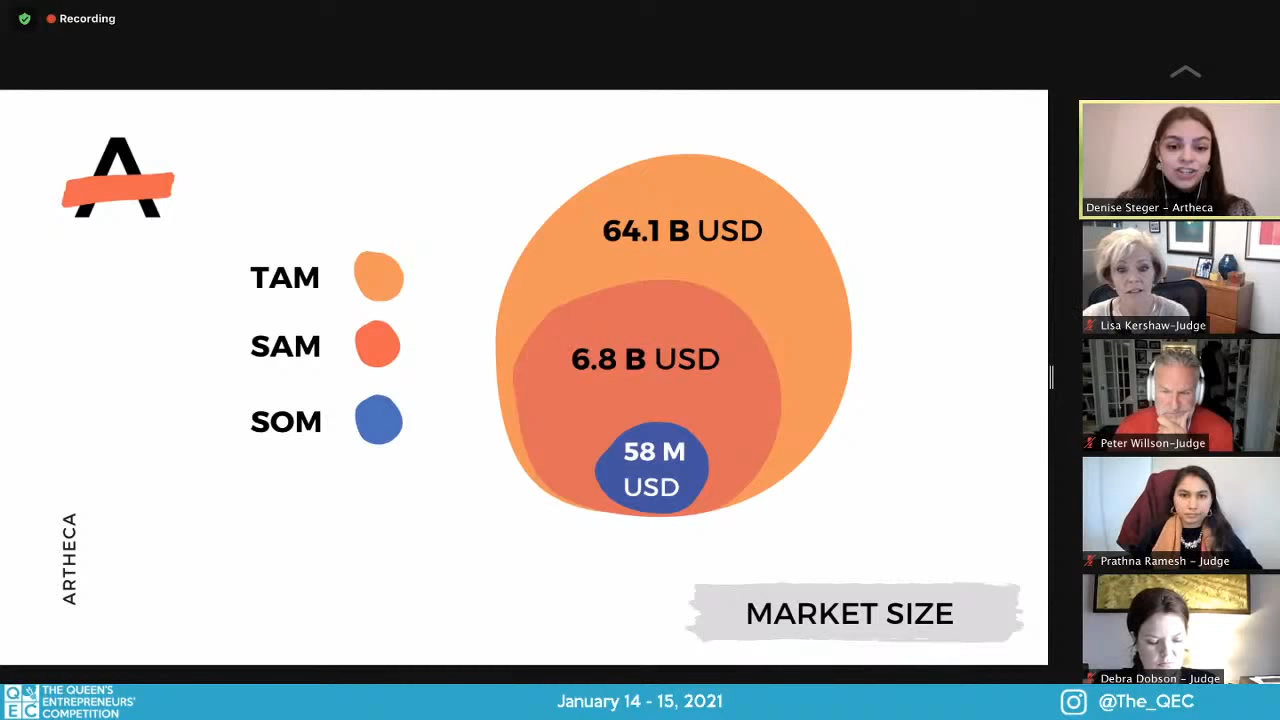 Recording
A
64.1 B USD
TAM
SAM
6.8 B USD
SOM
58 M
USD
ARTHECA
MARKET SIZE
Denise Steger - Artheca
Lisa Kershaw-Judge
Peter Willson-Judge
Prathna Ramesh - Judge
Debra Dobson - Judge
QEC
THE QUEEN'S
ENTREPRENEURS'
COMPETITION
January 14 - 15, 2021
@The_QEC